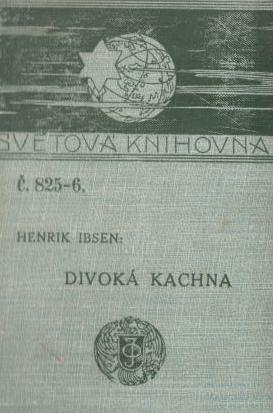 SVĚTOVÁ KNIHOVNA
Č. 825-6.
HENRIK IBSEN:
DIVOKÁ KACHNA